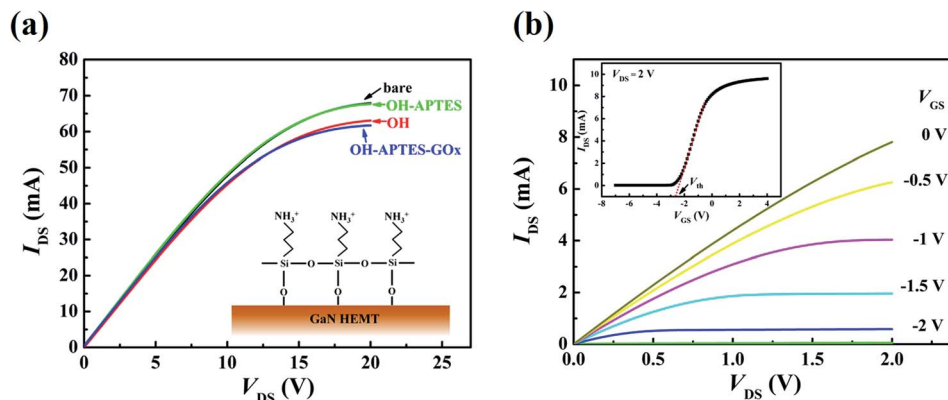 (a)
80
70
60
50
40
30
20
10
0
I_DS (mA)
0 5 10 15 20 25
V_DS (V)
bare
OH-APTES
OH
OH-APTES-GOx
NH₃⁺ NH₃⁺ NH₃⁺
Si O Si O Si
O O O
GaN HEMT
(b)
8
6
4
2
0
I_DS (mA)
0.0 0.5 1.0 1.5 2.0
V_DS (V)
V_GS
0 V
-0.5 V
-1 V
-1.5 V
-2 V
V_DS = 2 V
10
8
6
4
2
0
I_DS (mA)
-6 -4 -2 0 2 4
V_GS (V)
V_th